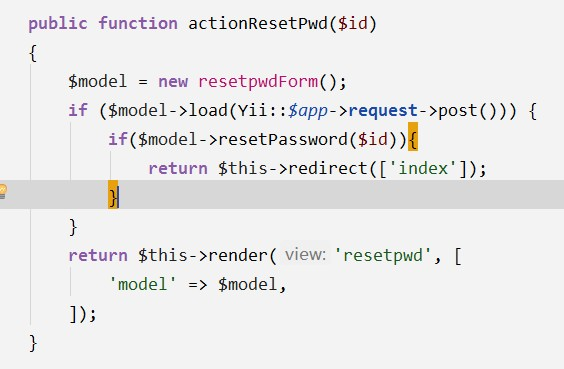 public function actionResetPwd($id)
{
$model = new resetpwdForm();
if ($model->load(Yii::$app->request->post())) {
if($model->resetPassword($id)){
return $this->redirect(['index']);
}
}
return $this->render( view: 'resetpwd', [
'model' => $model,
]);
}